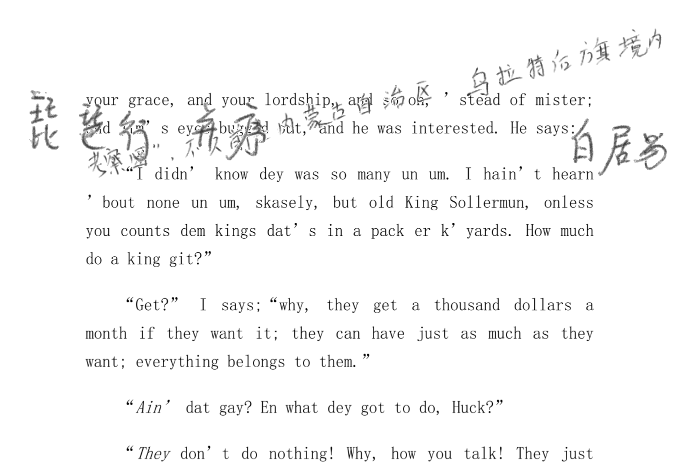 乌拉特后旗境内
内蒙古自治区
your grace, and your lordship, and so on, ’stead of mister;
琵琶行 并序
and Jim’s eyes bugged out, and he was interested. He says:
白居易
“I didn’ know dey was so many un um. I hain’t hearn
’bout none un um, skasely, but old King Sollermun, onless
you counts dem kings dat’s in a pack er k’yards. How much
do a king git?”
“Get?” I says;“why, they get a thousand dollars a
month if they want it; they can have just as much as they
want; everything belongs to them.”
“Ain’ dat gay? En what dey got to do, Huck?”
“They don’t do nothing! Why, how you talk! They just